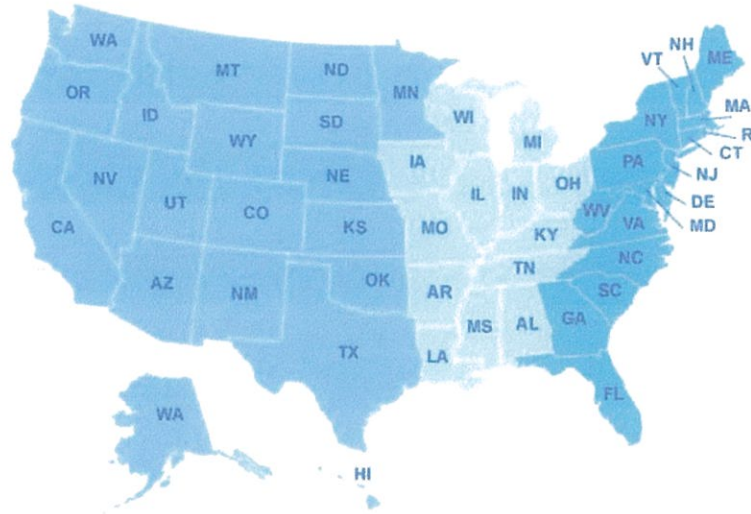 WA
MT
ND
MN
OR
ID
WY
SD
WI
MI
VT
NH
ME
NY
MA
R
CT
NJ
PA
DE
MD
NV
UT
CO
NE
KS
IA
IL
IN
OH
WV
VA
CA
MO
KY
NC
AZ
NM
OK
AR
TN
SC
TX
MS
AL
GA
LA
FL
WA
HI